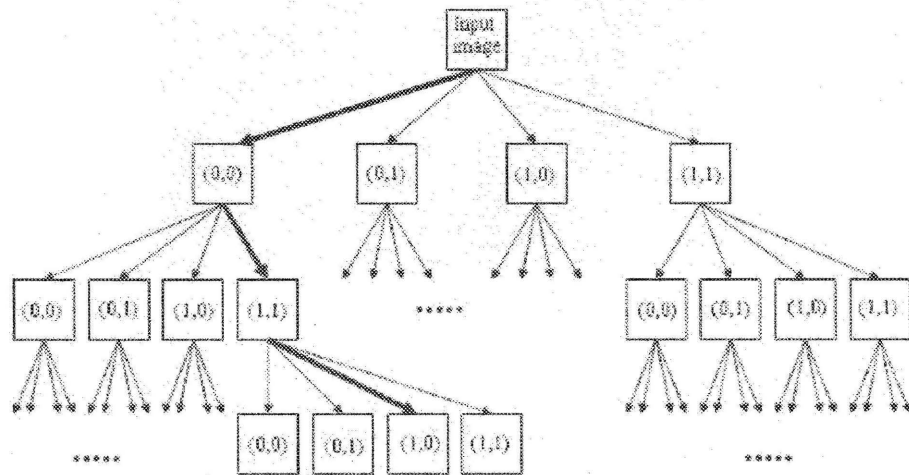 Input
image
(0,0) (0,1) (1,0) (1,1)
(0,0) (0,1) (1,0) (1,1) ..... (0,0) (0,1) (1,0) (1,1)
..... (0,0) (0,1) (1,0) (1,1) .....